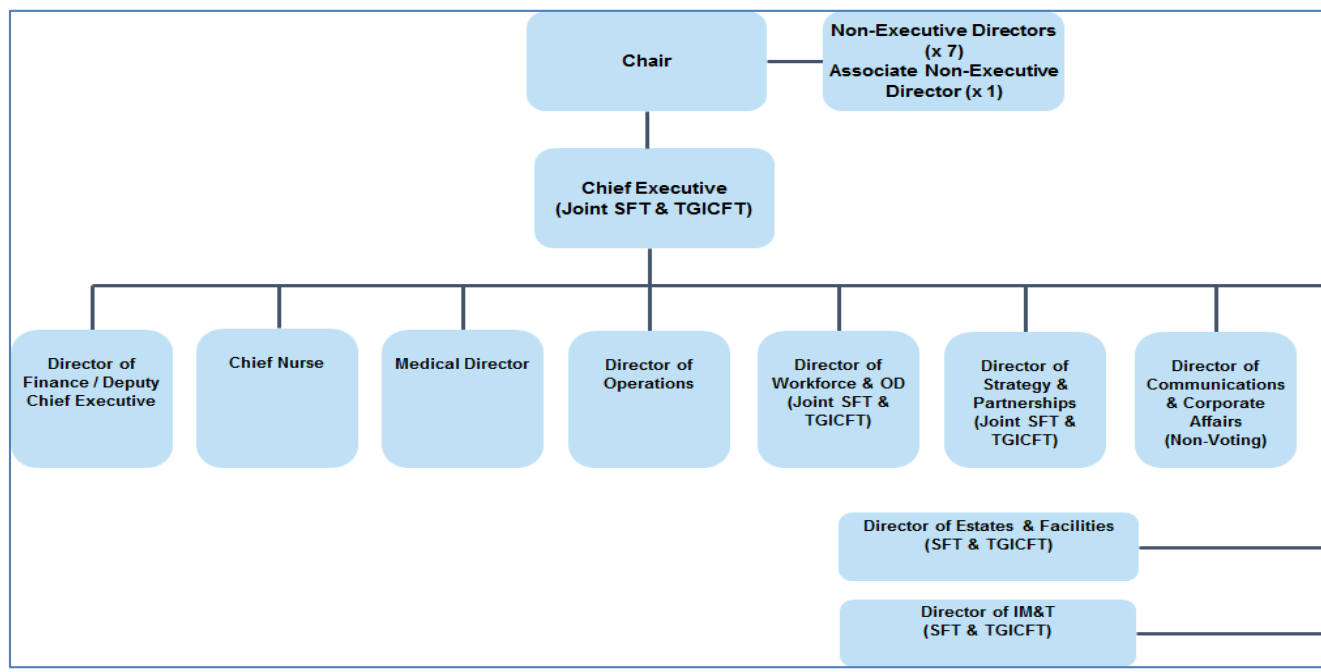 Chair
Non-Executive Directors
(x 7)
Associate Non-Executive
Director (x 1)
Chief Executive
(Joint SFT & TGICFT)
Director of
Finance / Deputy
Chief Executive
Chief Nurse
Medical Director
Director of
Operations
Director of
Workforce & OD
(Joint SFT &
TGICFT)
Director of
Strategy &
Partnerships
(Joint SFT &
TGICFT)
Director of
Communications
& Corporate
Affairs
(Non-Voting)
Director of Estates & Facilities
(SFT & TGICFT)
Director of IM&T
(SFT & TGICFT)